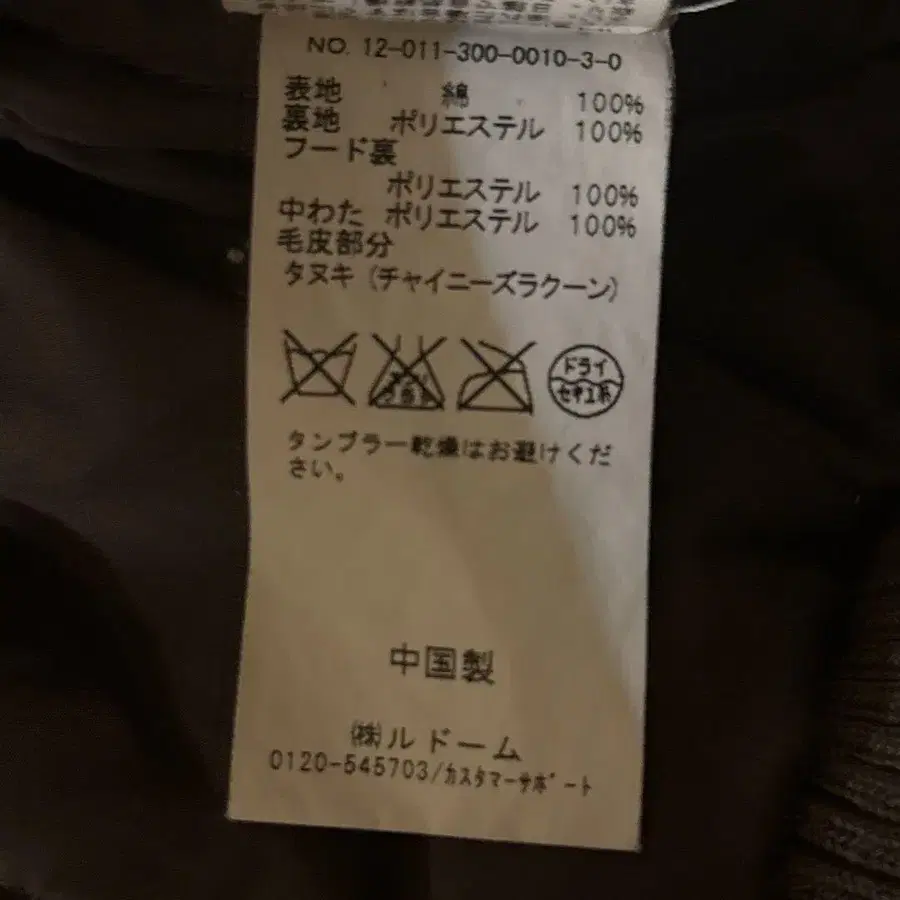 NO. 12-011-300-0010-3-0
表地 綿 100%
裏地 ポリエステル 100%
フード裏
ポリエステル 100%
中わた ポリエステル 100%
毛皮部分
タヌキ (チャイニーズラクーン)
ドライ
セキユ系
タンブラー乾燥はお避けくだ
さい。
中国製
㈱ルドーム
0120-545703/カスタマーサポート